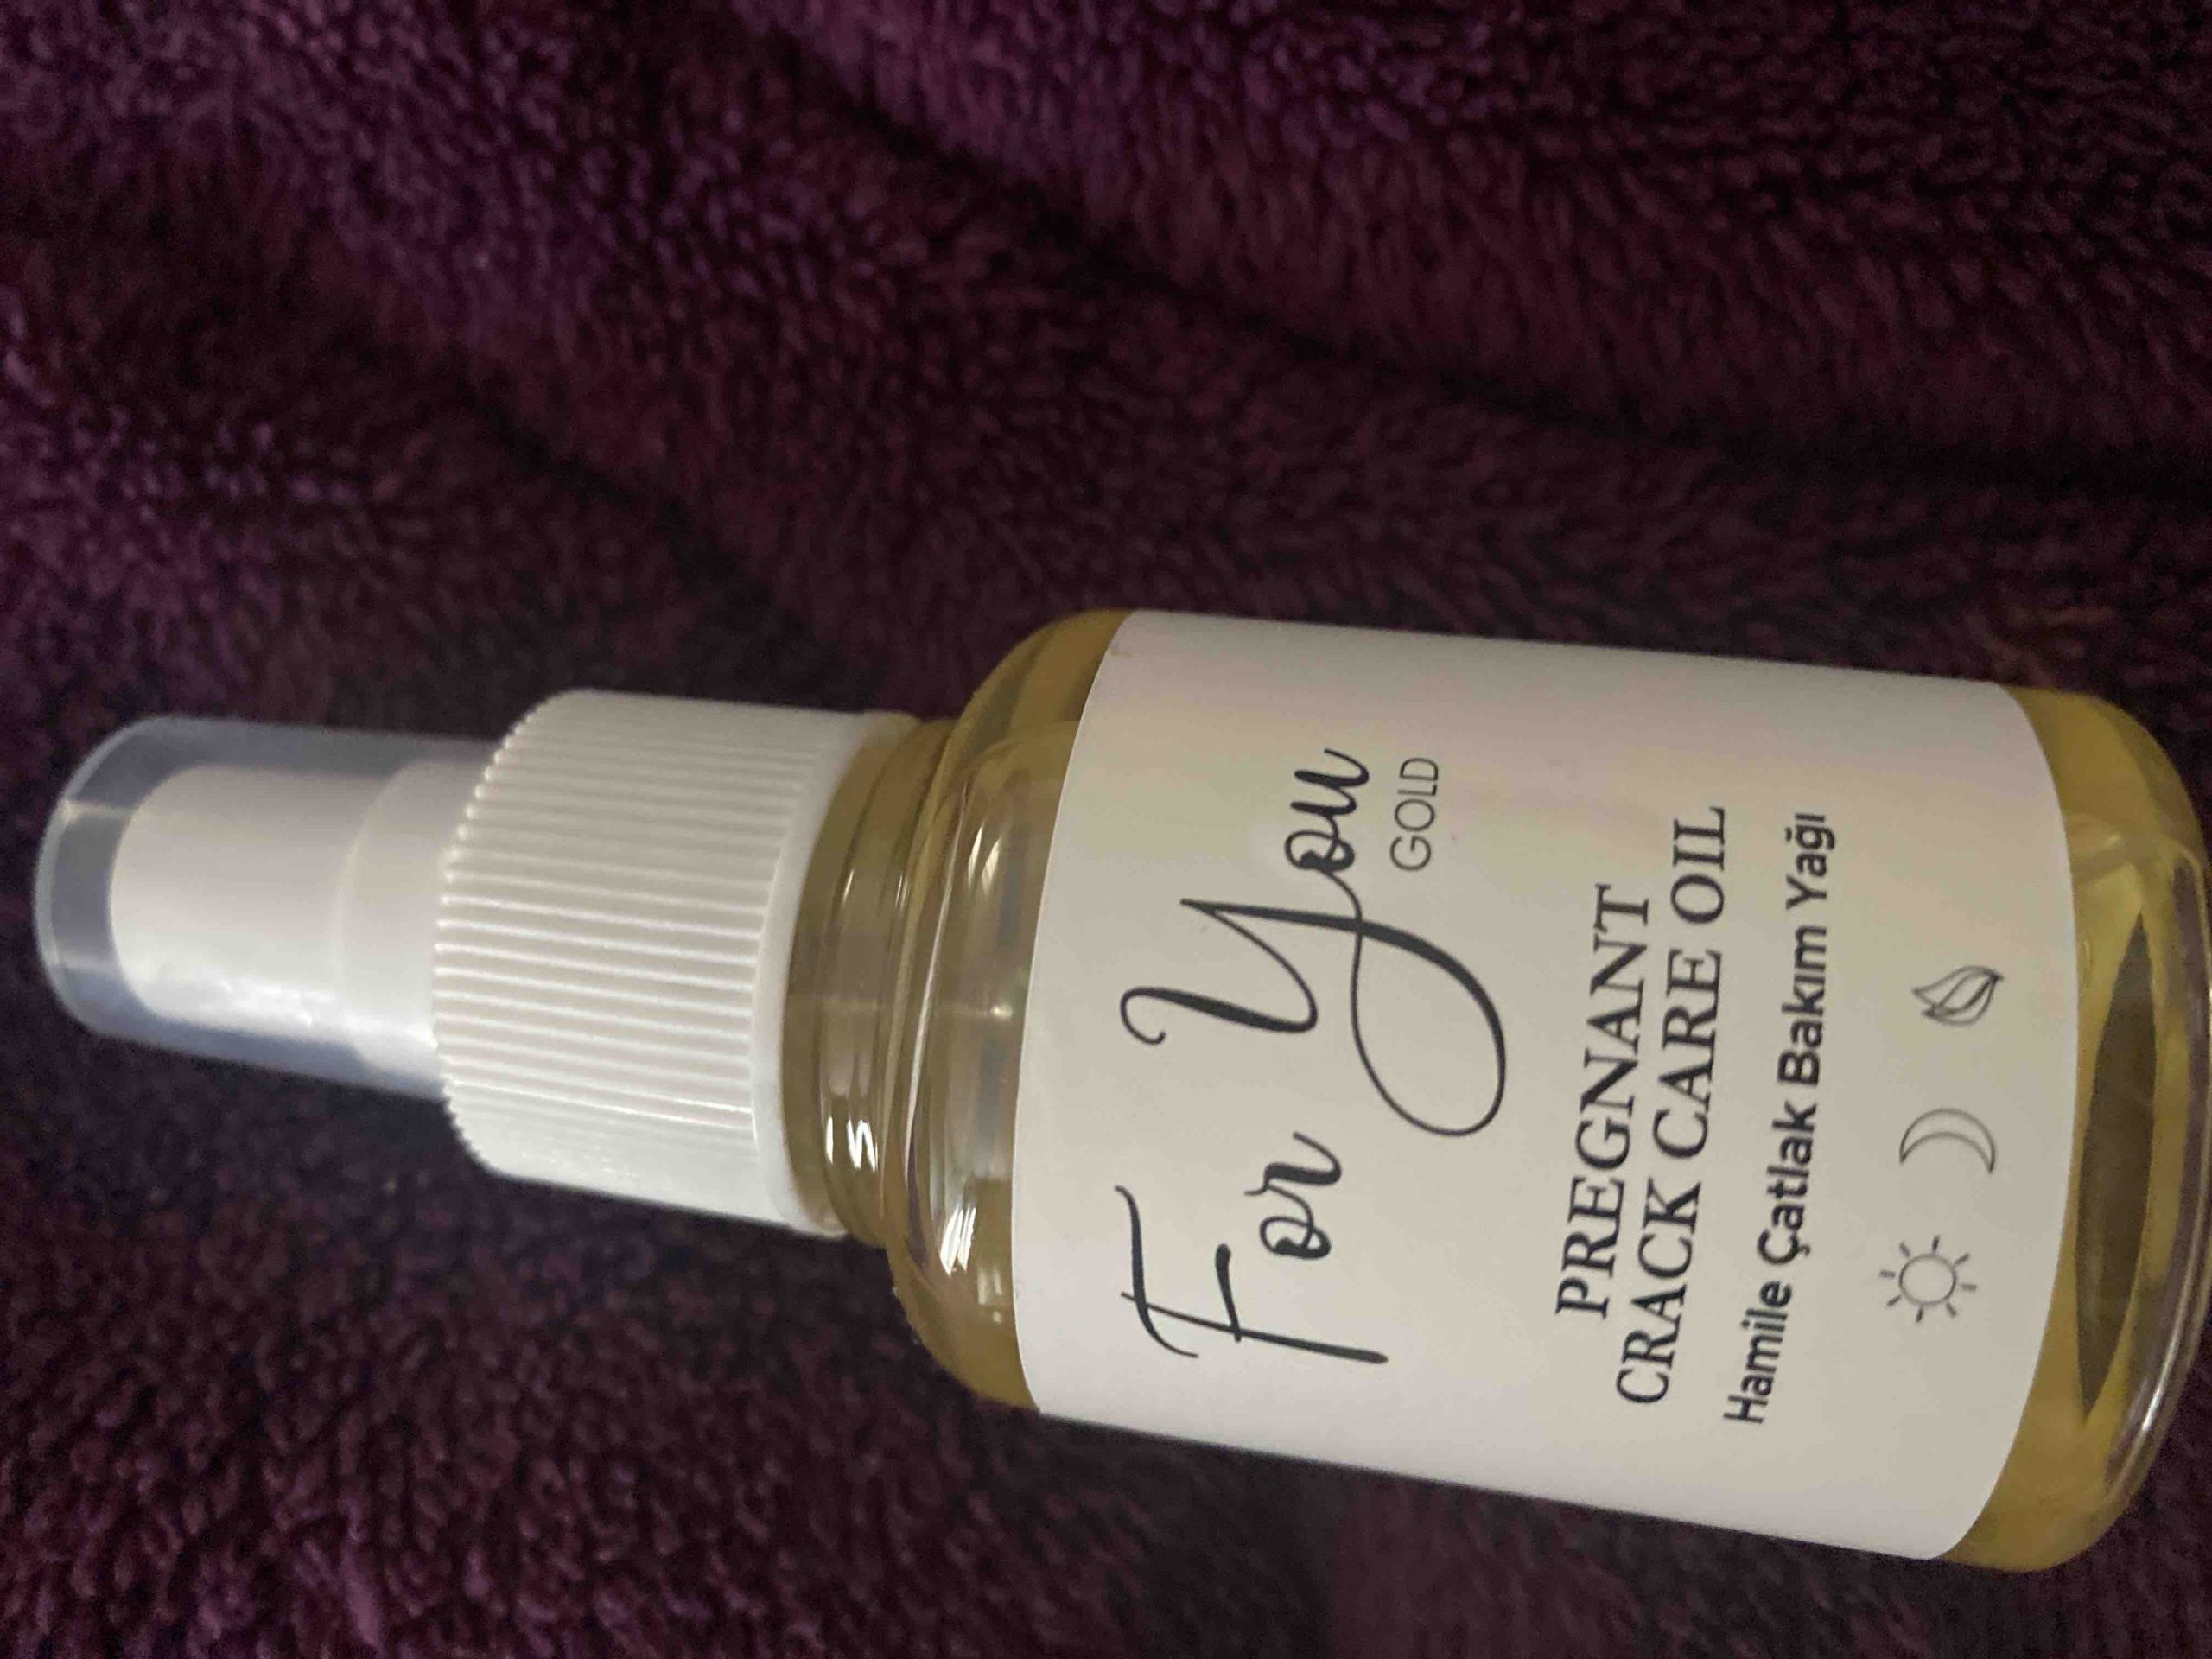 For You
GOLD
PREGNANT
CRACK CARE OIL
Hamile Çatlak Bakım Yağı